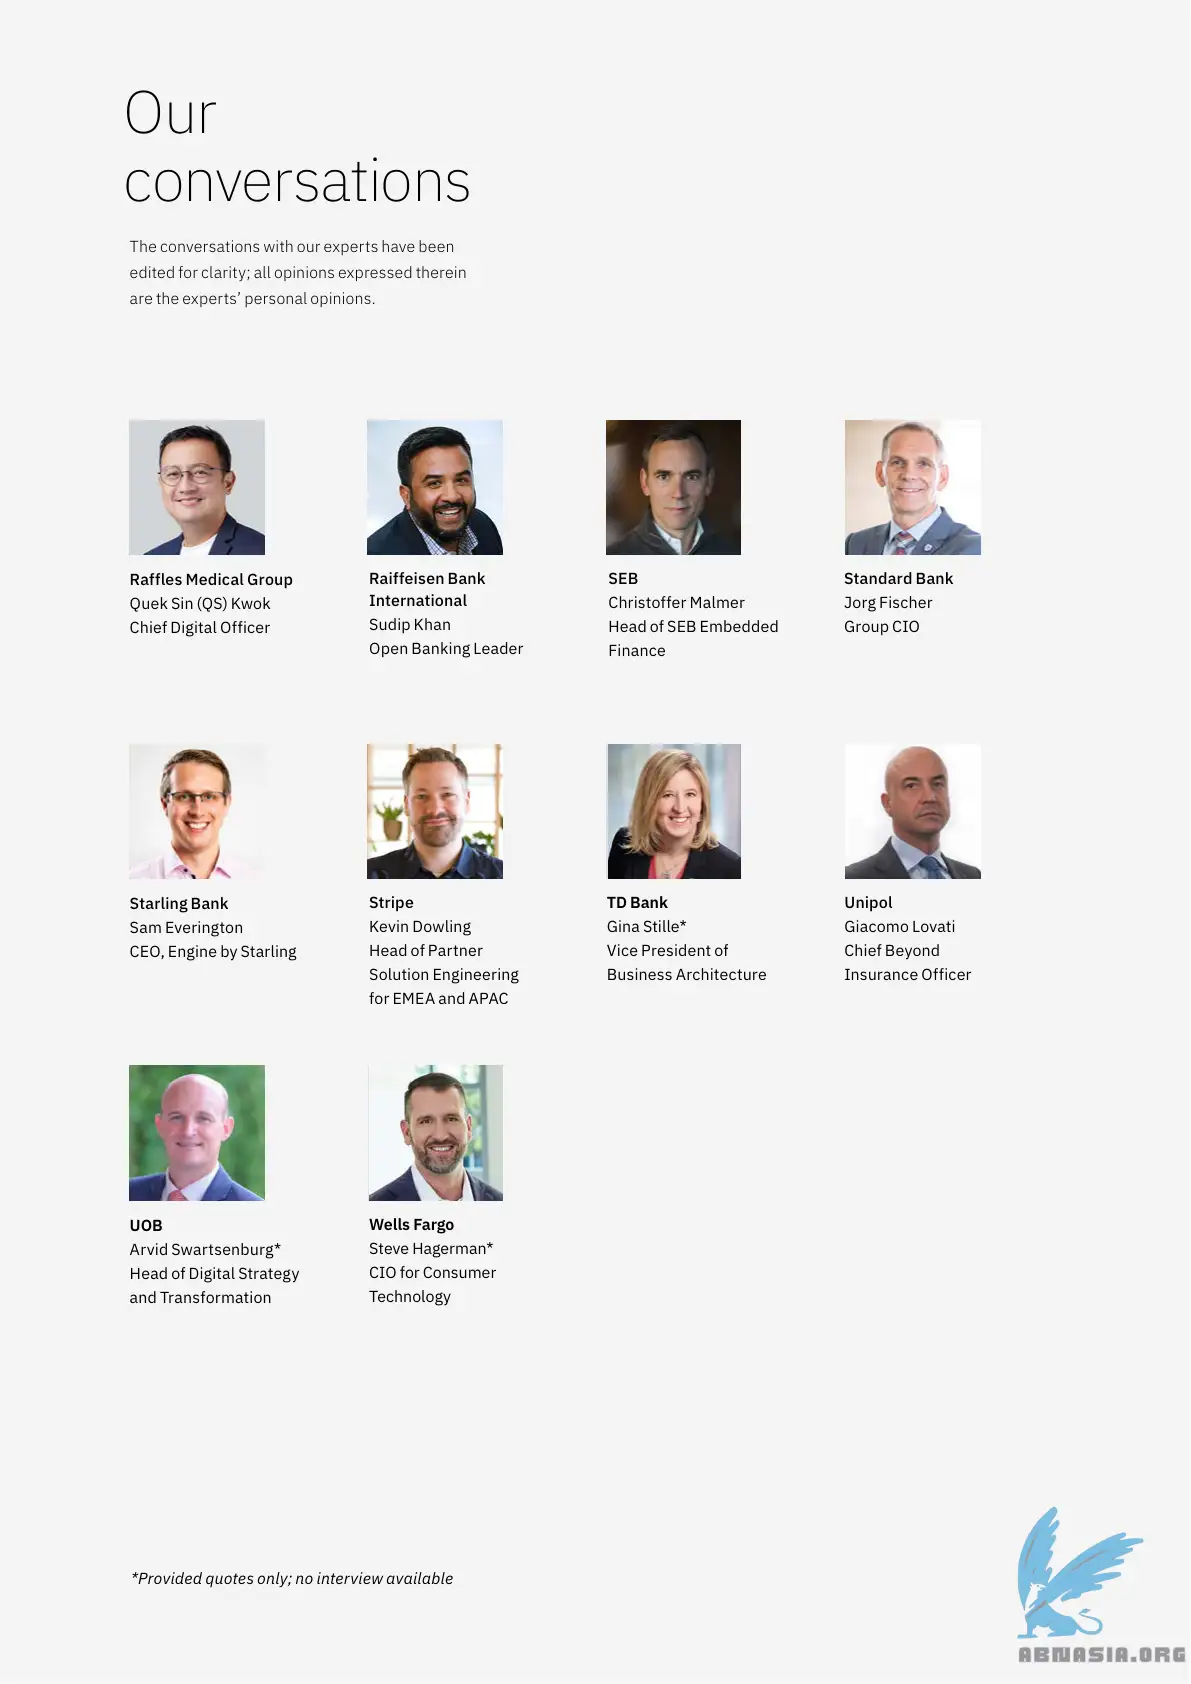 Our
conversations
The conversations with our experts have been
edited for clarity; all opinions expressed therein
are the experts’ personal opinions.
Raffles Medical Group
Quek Sin (QS) Kwok
Chief Digital Officer
Raiffeisen Bank
International
Sudip Khan
Open Banking Leader
SEB
Christoffer Malmer
Head of SEB Embedded
Finance
Standard Bank
Jorg Fischer
Group CIO
Starling Bank
Sam Everington
CEO, Engine by Starling
Stripe
Kevin Dowling
Head of Partner
Solution Engineering
for EMEA and APAC
TD Bank
Gina Stille*
Vice President of
Business Architecture
Unipol
Giacomo Lovati
Chief Beyond
Insurance Officer
UOB
Arvid Swartsenburg*
Head of Digital Strategy
and Transformation
Wells Fargo
Steve Hagerman*
CIO for Consumer
Technology
*Provided quotes only; no interview available
ABNASIA.ORG